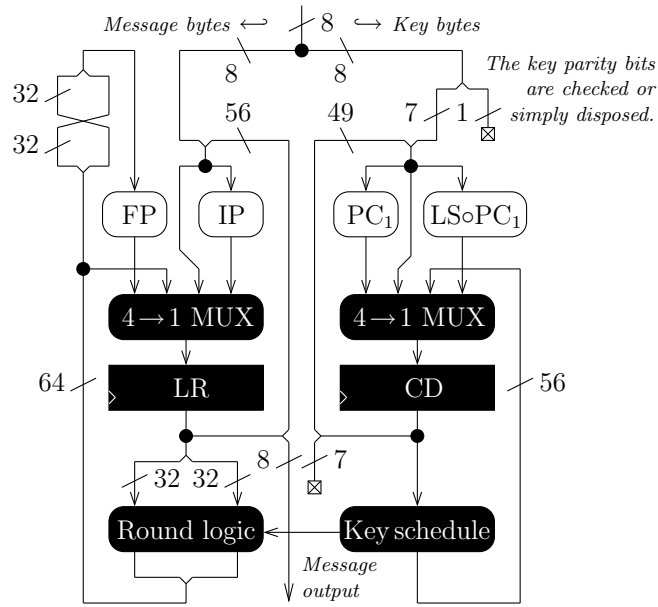 Message bytes ↩ 8 ↪ Key bytes
8 8
The key parity bits
are checked or
simply disposed.
32
56 49 7 1
32
FP IP PC₁ LS∘PC₁
4→1 MUX 4→1 MUX
64 LR CD 56
32 32 8 7
Round logic Key schedule
Message
output